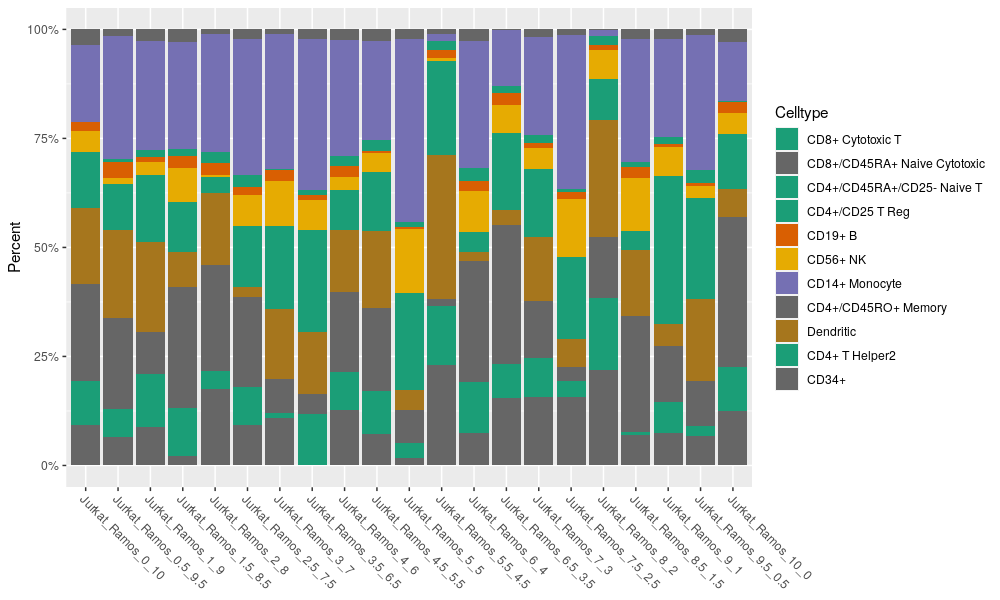 100%
75%
50%
25%
0%
Percent
Jurkat_Ramos_0_10
Jurkat_Ramos_0.5_9.5
Jurkat_Ramos_1_9
Jurkat_Ramos_1.5_8.5
Jurkat_Ramos_2_8
Jurkat_Ramos_2.5_7.5
Jurkat_Ramos_3_7
Jurkat_Ramos_3.5_6.5
Jurkat_Ramos_4_6
Jurkat_Ramos_4.5_5.5
Jurkat_Ramos_5_5
Jurkat_Ramos_5.5_4.5
Jurkat_Ramos_6_4
Jurkat_Ramos_6.5_3.5
Jurkat_Ramos_7_3
Jurkat_Ramos_7.5_2.5
Jurkat_Ramos_8_2
Jurkat_Ramos_8.5_1.5
Jurkat_Ramos_9_1
Jurkat_Ramos_9.5_0.5
Jurkat_Ramos_10_0
Celltype
CD8+ Cytotoxic T
CD8+/CD45RA+ Naive Cytotoxic
CD4+/CD45RA+/CD25- Naive T
CD4+/CD25 T Reg
CD19+ B
CD56+ NK
CD14+ Monocyte
CD4+/CD45RO+ Memory
Dendritic
CD4+ T Helper2
CD34+